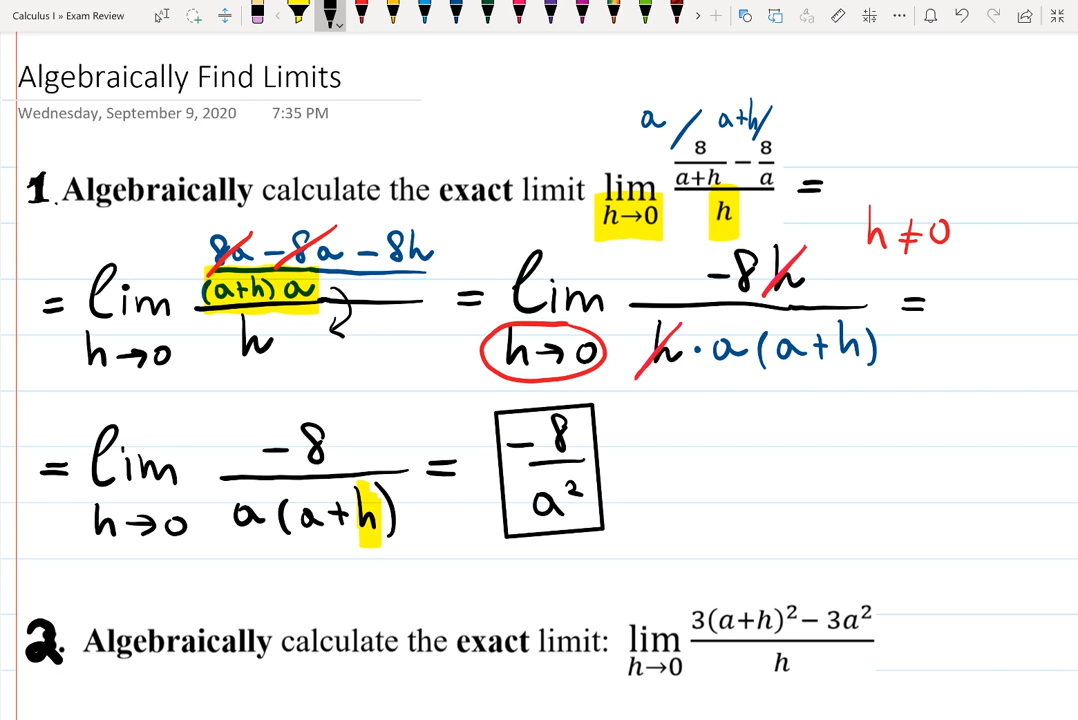 Calculus I » Exam Review
Algebraically Find Limits
Wednesday, September 9, 2020 7:35 PM
a / a+h/
1. Algebraically calculate the exact limit lim h→0 (8/(a+h) − 8/a)/h =
h ≠ 0
= lim h→0 ((8a − 8a − 8h)/((a+h) a))/h = lim h→0 (−8h)/(h · a(a+h)) =
= lim h→0 (−8)/(a(a+h)) = −8/a²
2. Algebraically calculate the exact limit: lim h→0 (3(a+h)²− 3a²)/h